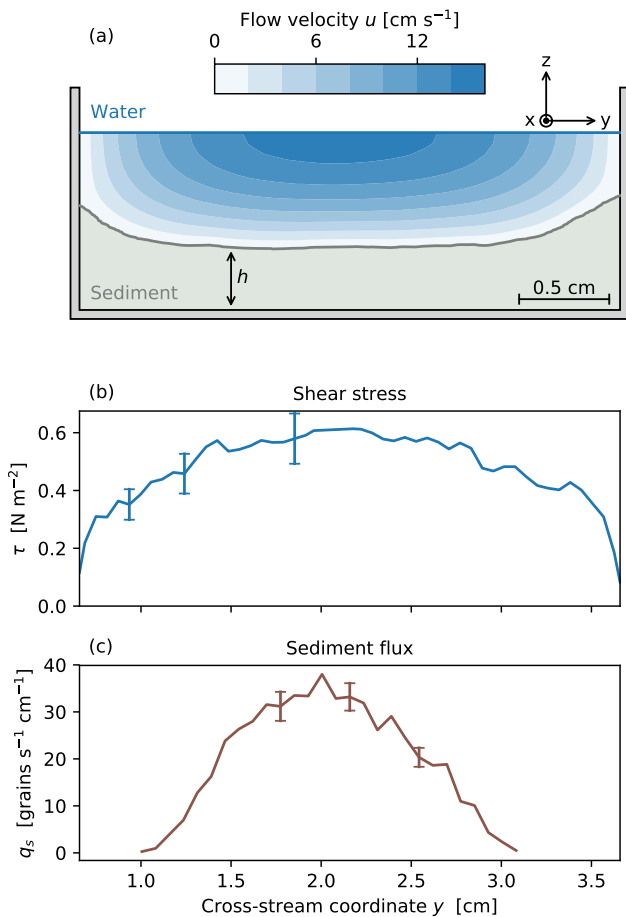 (a)
Flow velocity u [cm s⁻¹]
0 6 12
z
x y
Water
h
Sediment
0.5 cm
(b)
Shear stress
τ [N m⁻²]
0.6
0.4
0.2
0.0
(c)
Sediment flux
qₛ [grains s⁻¹ cm⁻¹]
40
30
20
10
0
1.0 1.5 2.0 2.5 3.0 3.5
Cross-stream coordinate y [cm]